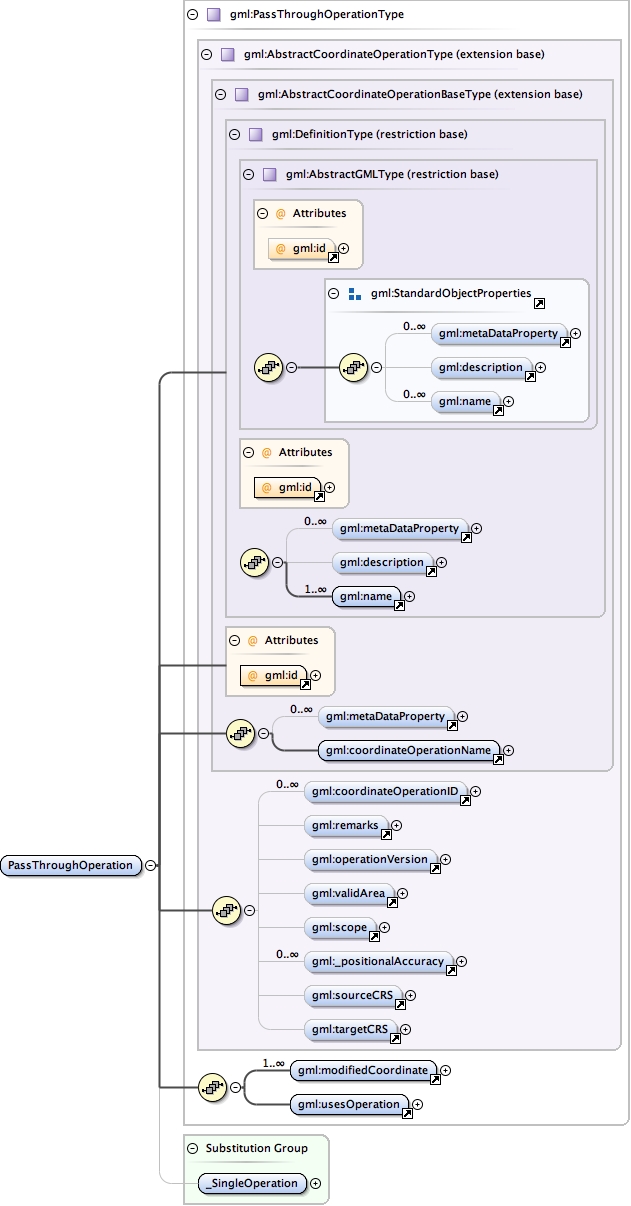 gml:PassThroughOperationType
gml:AbstractCoordinateOperationType (extension base)
gml:AbstractCoordinateOperationBaseType (extension base)
gml:DefinitionType (restriction base)
gml:AbstractGMLType (restriction base)
@ Attributes
@ gml:id
gml:StandardObjectProperties
0..∞
gml:metaDataProperty
gml:description
0..∞
gml:name
@ Attributes
@ gml:id
0..∞
gml:metaDataProperty
gml:description
1..∞
gml:name
@ Attributes
@ gml:id
0..∞
gml:metaDataProperty
gml:coordinateOperationName
0..∞
gml:coordinateOperationID
gml:remarks
gml:operationVersion
PassThroughOperation
gml:validArea
gml:scope
0..∞
gml:_positionalAccuracy
gml:sourceCRS
gml:targetCRS
1..∞
gml:modifiedCoordinate
gml:usesOperation
Substitution Group
_SingleOperation